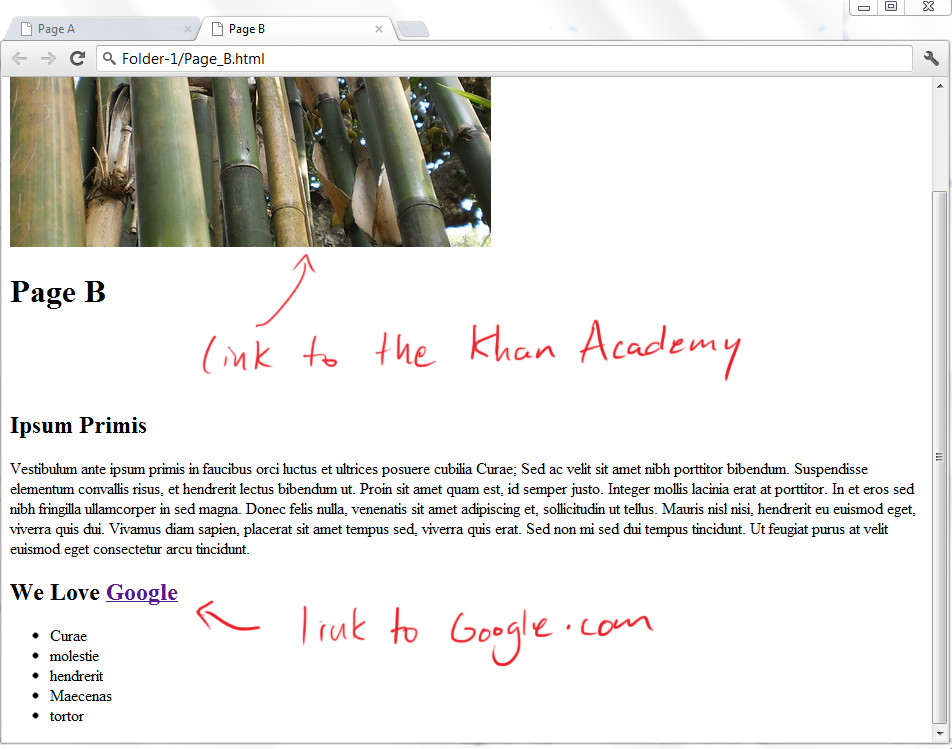 Page A
Page B
Folder-1/Page_B.html
Page B
link to the Khan Academy
Ipsum Primis
Vestibulum ante ipsum primis in faucibus orci luctus et ultrices posuere cubilia Curae; Sed ac velit sit amet nibh porttitor bibendum. Suspendisse
elementum convallis risus, et hendrerit lectus bibendum ut. Proin sit amet quam est, id semper justo. Integer mollis lacinia erat at porttitor. In et eros sed
nibh fringilla ullamcorper in sed magna. Donec felis nulla, venenatis sit amet adipiscing et, sollicitudin ut tellus. Mauris nisl nisi, hendrerit eu euismod eget,
viverra quis dui. Vivamus diam sapien, placerat sit amet tempus sed, viverra quis erat. Sed non mi sed dui tempus tincidunt. Ut feugiat purus at velit
euismod eget consectetur arcu tincidunt.
We Love Google
link to Google.com
Curae
molestie
hendrerit
Maecenas
tortor